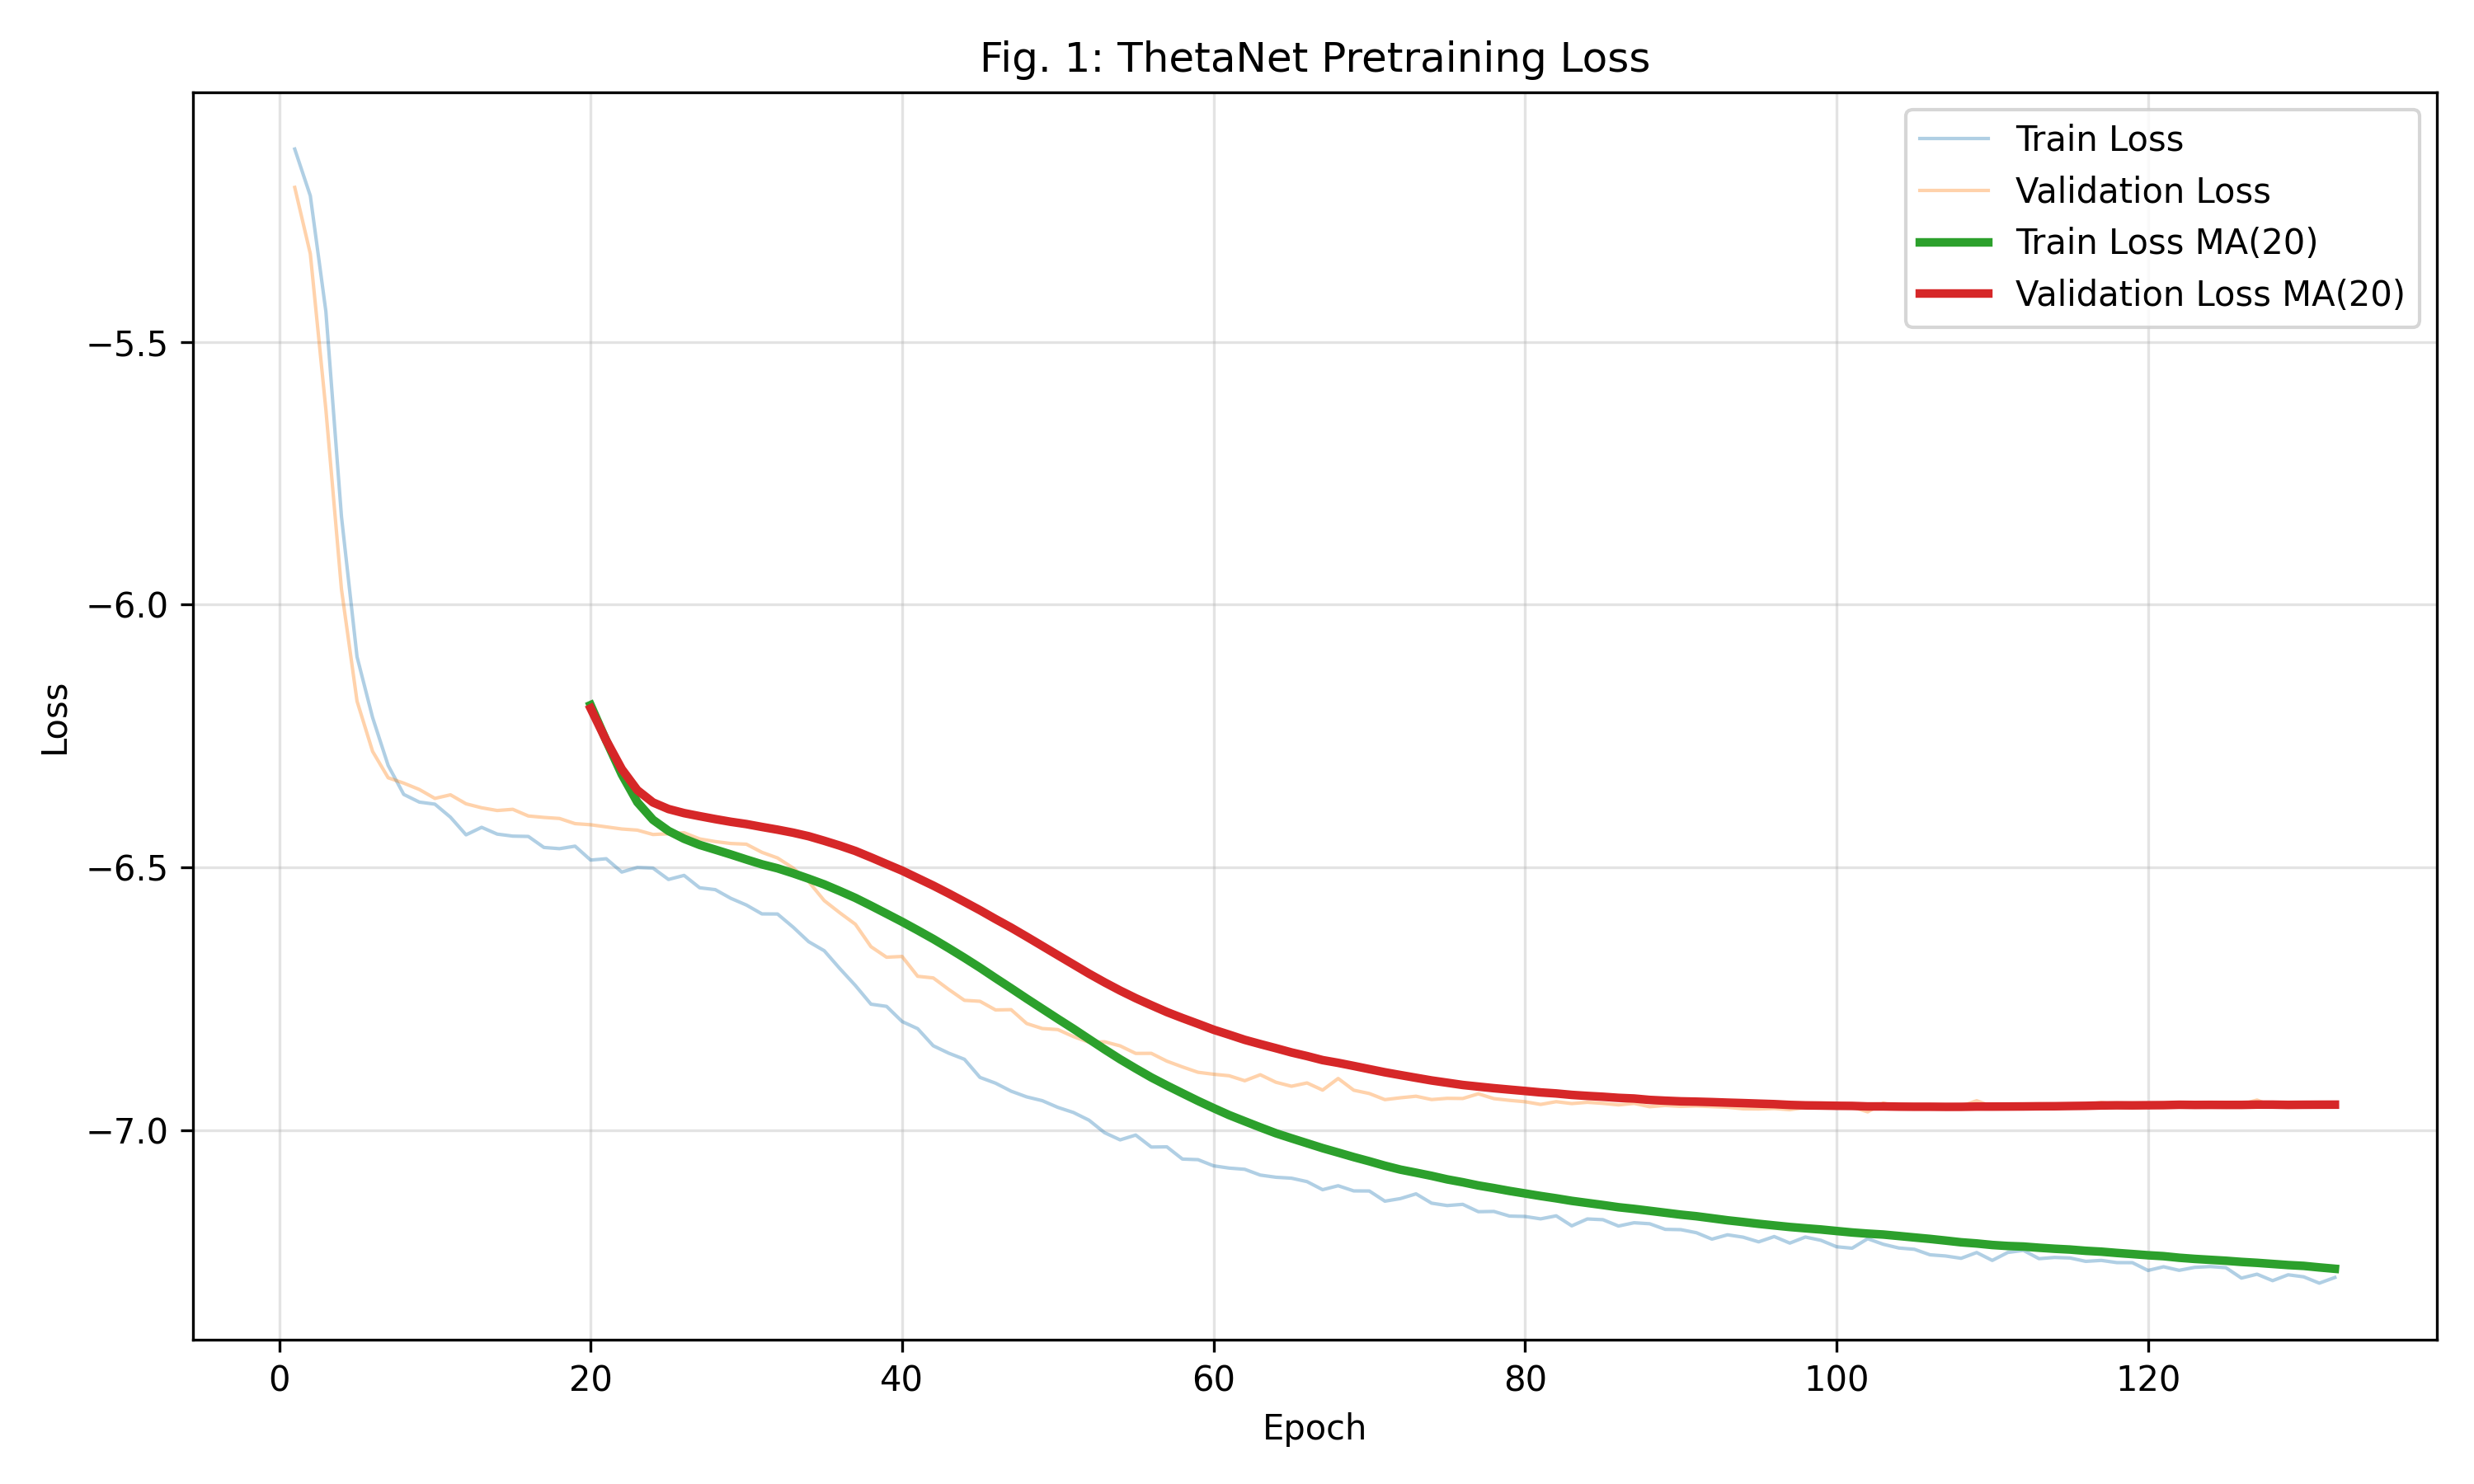 Fig. 1: ThetaNet Pretraining Loss
Train Loss
Validation Loss
Train Loss MA(20)
Validation Loss MA(20)
−5.5
−6.0
−6.5
−7.0
Loss
0 20 40 60 80 100 120
Epoch